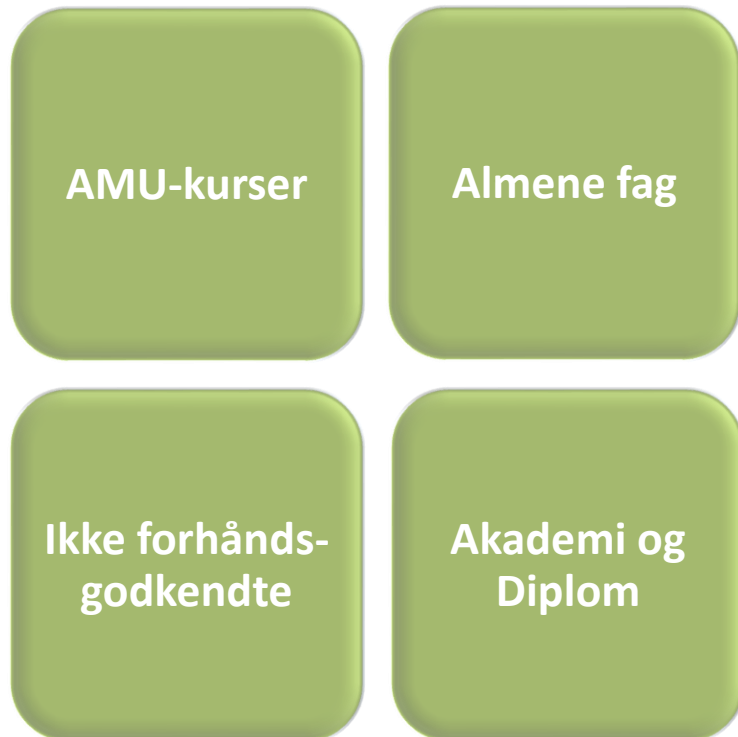 AMU-kurser
Almene fag
Ikke forhånds-
godkendte
Akademi og
Diplom